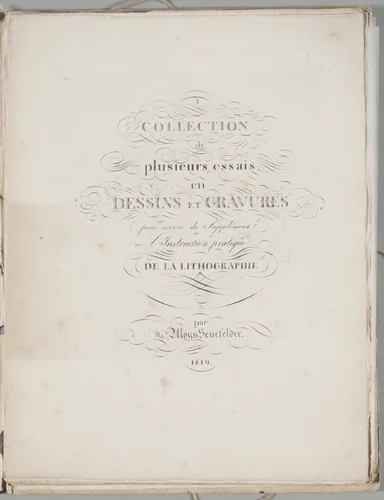 COLLECTION
de
plusieurs essais
en
DESSINS ET GRAVURES
pour servir de Supplément
à
l'Instruction pratique
DE LA LITHOGRAPHIE
par
Aloys Senefelder.
1819.